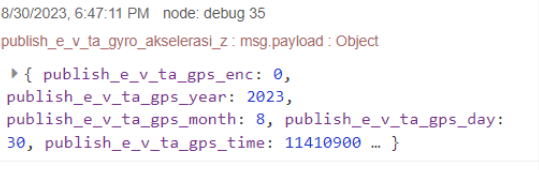 8/30/2023, 6:47:11 PM node: debug 35
publish_e_v_ta_gyro_akselerasi_z : msg.payload : Object
{ publish_e_v_ta_gps_enc: 0,
publish_e_v_ta_gps_year: 2023,
publish_e_v_ta_gps_month: 8, publish_e_v_ta_gps_day:
30, publish_e_v_ta_gps_time: 11410900 … }